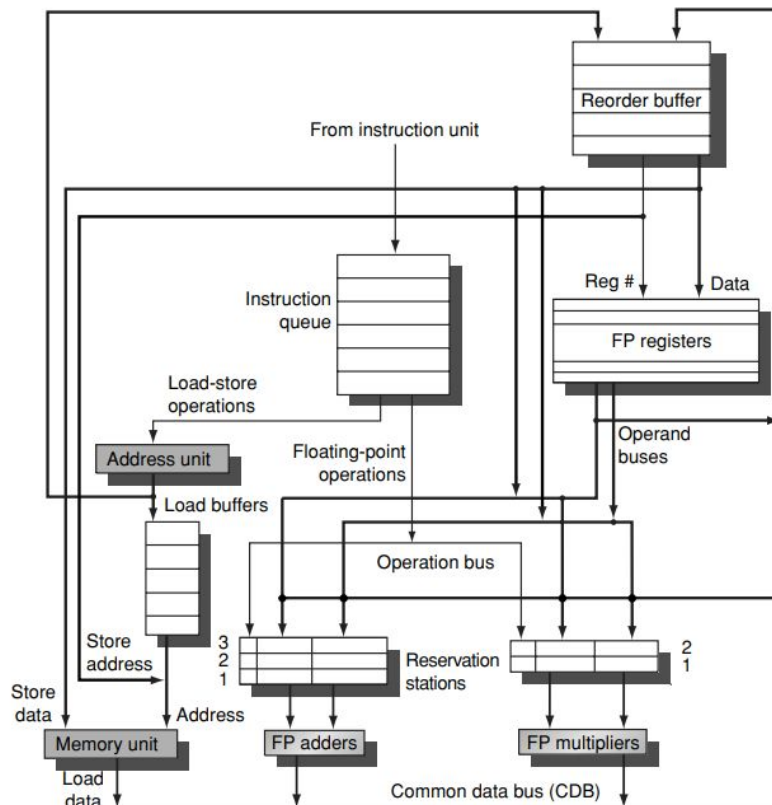 Reorder buffer
From instruction unit
Reg #
Data
Instruction
queue
FP registers
Load-store
operations
Operand
buses
Address unit
Floating-point
operations
Load buffers
Operation bus
Store
address
3
2
1
Reservation
stations
2
1
Store
data
Address
Memory unit
FP adders
FP multipliers
Load
data
Common data bus (CDB)